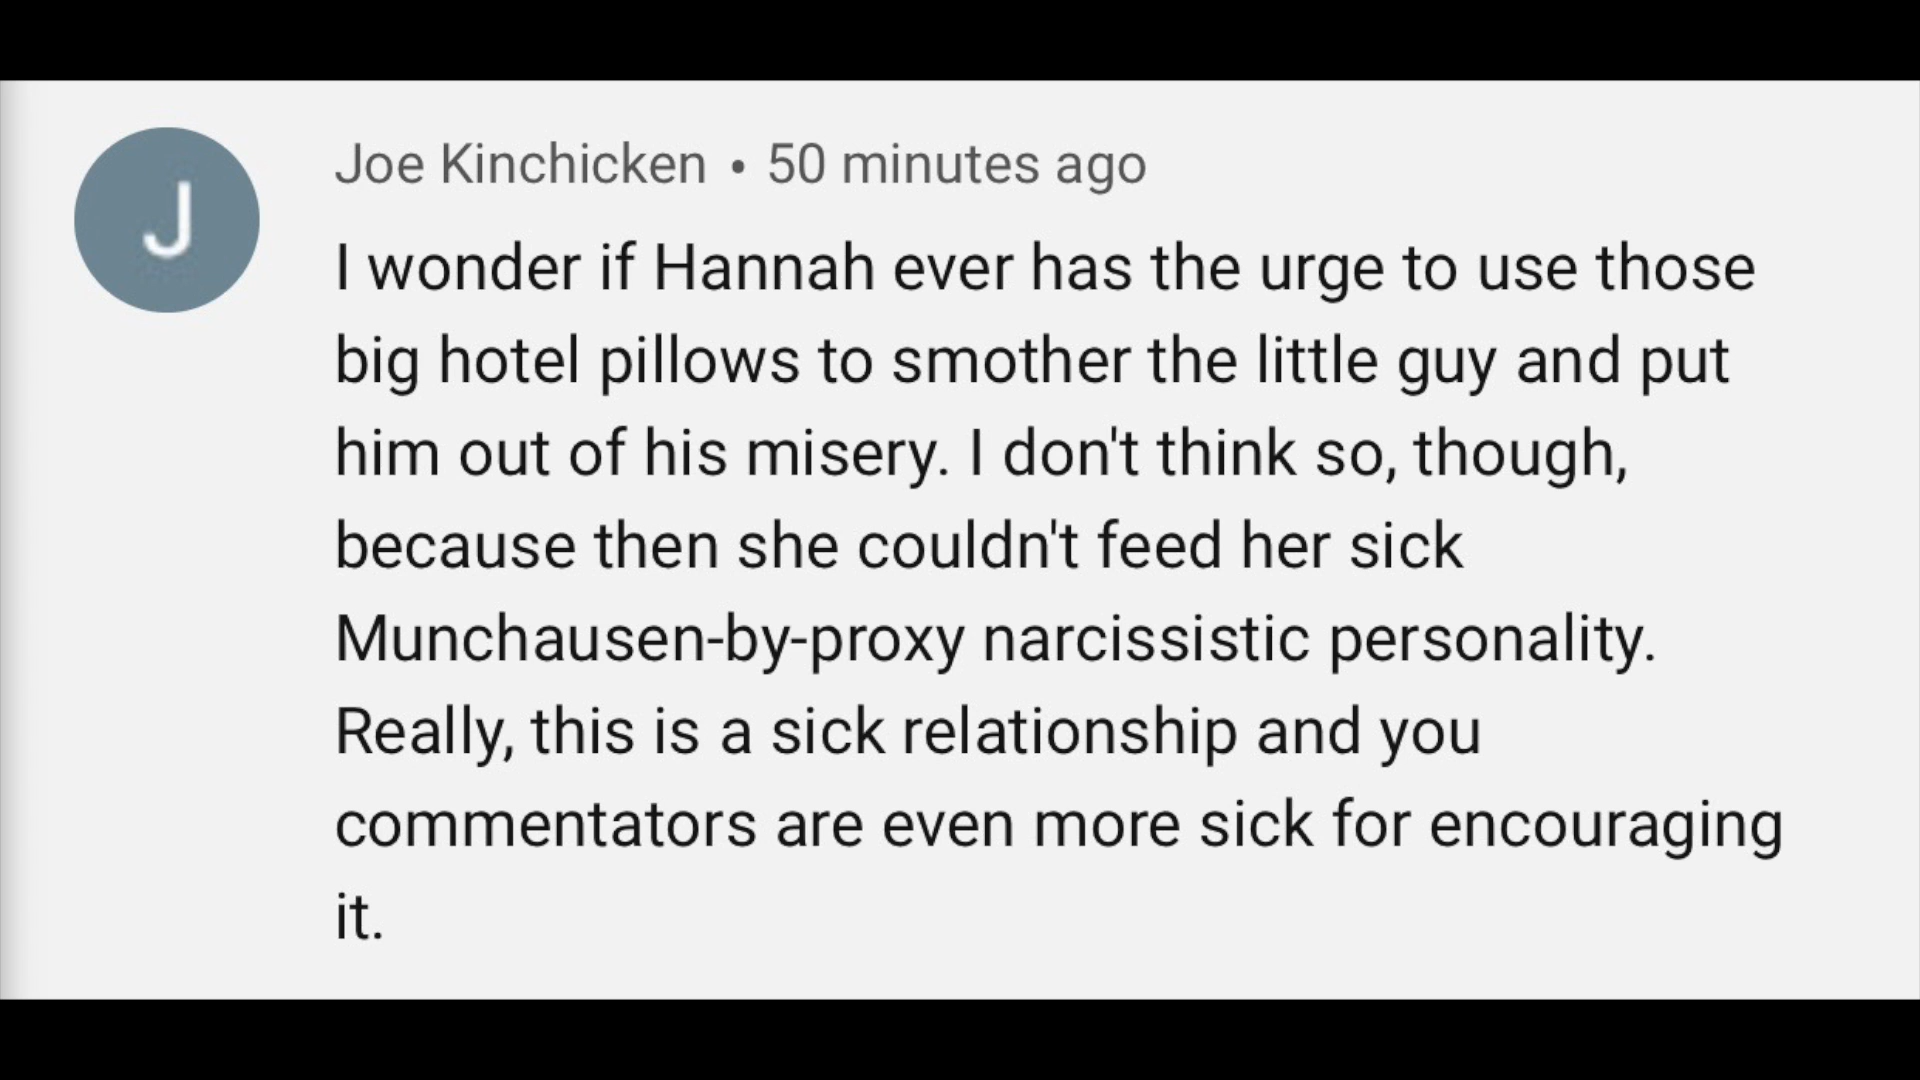 J
Joe Kinchicken • 50 minutes ago
I wonder if Hannah ever has the urge to use those
big hotel pillows to smother the little guy and put
him out of his misery. I don't think so, though,
because then she couldn't feed her sick
Munchausen-by-proxy narcissistic personality.
Really, this is a sick relationship and you
commentators are even more sick for encouraging
it.